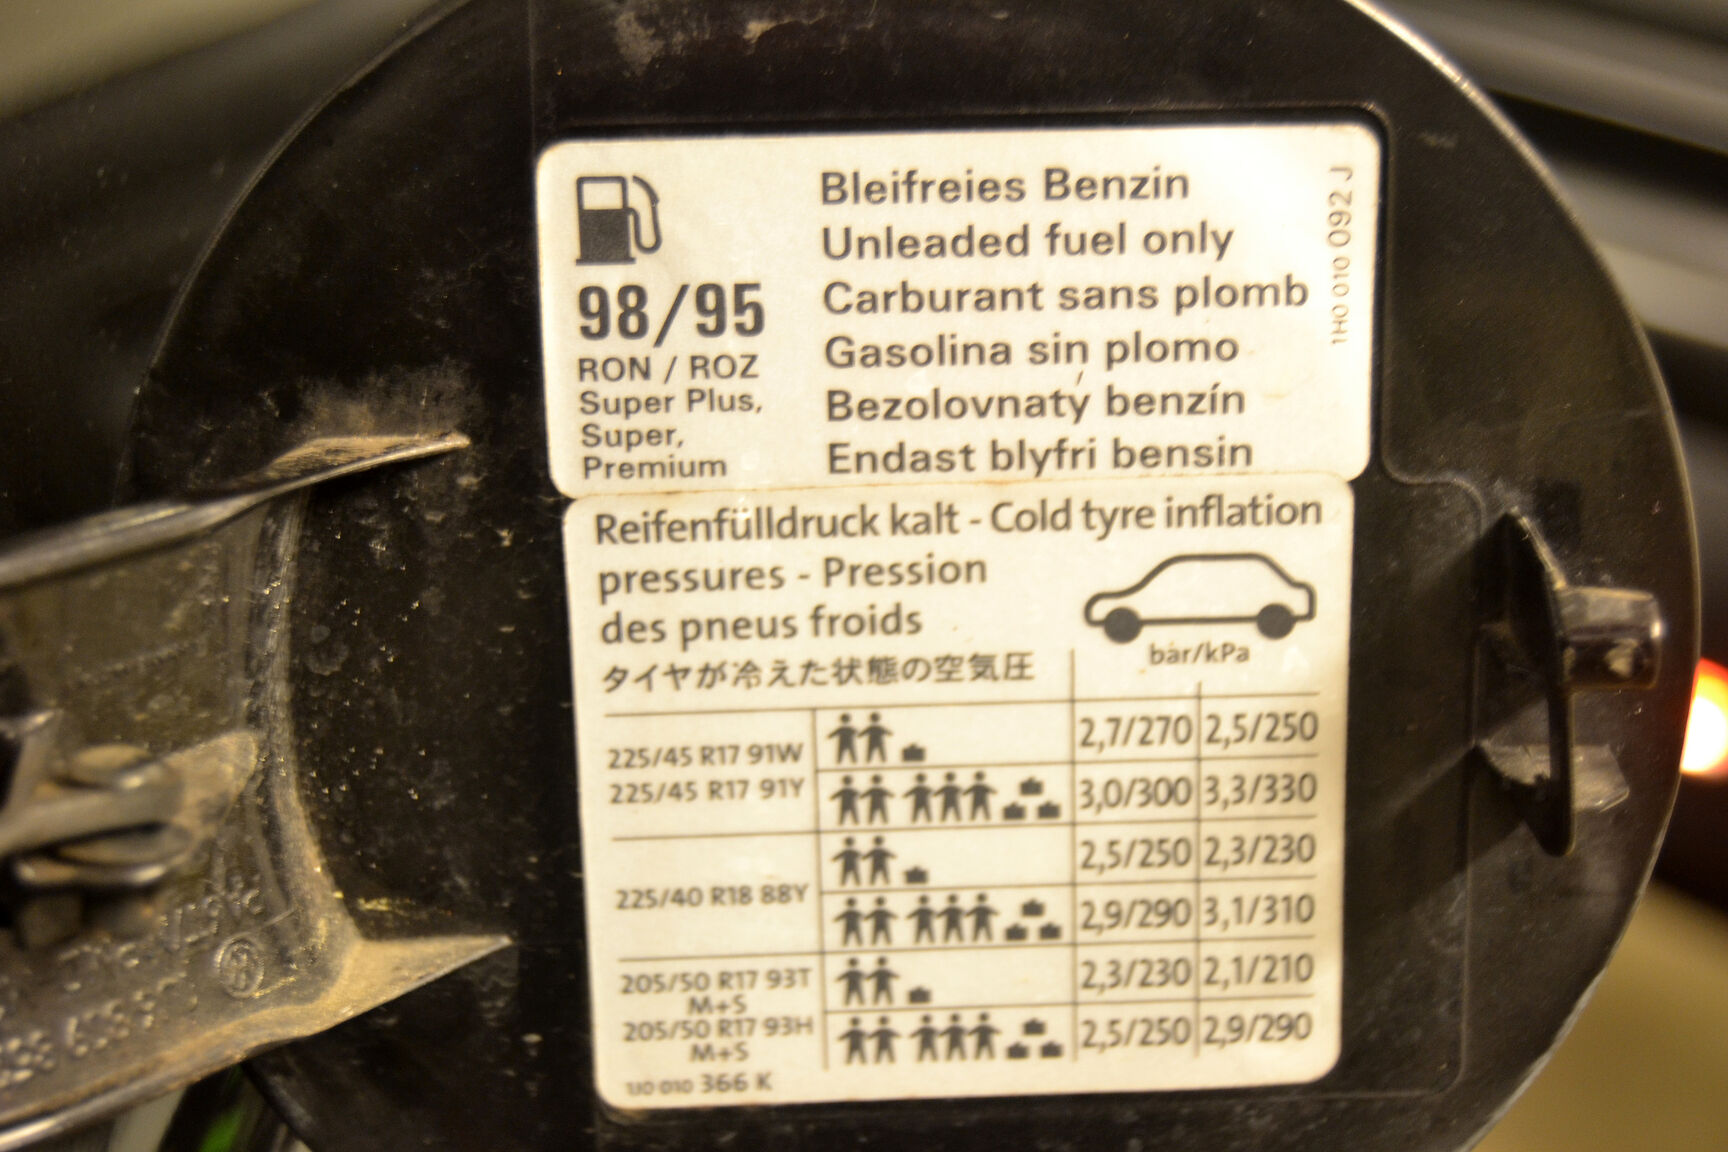 98/95
RON / ROZ
Super Plus,
Super,
Premium
Bleifreies Benzin
Unleaded fuel only
Carburant sans plomb
Gasolina sin plomo
Bezolovnatý benzín
Endast blyfri bensin
1H0 010 092 J
Reifenfülldruck kalt - Cold tyre inflation
pressures - Pression
des pneus froids
タイヤが冷えた状態の空気圧
bar/kPa
225/45 R17 91W
225/45 R17 91Y
2,7/270 2,5/250
3,0/300 3,3/330
225/40 R18 88Y
2,5/250 2,3/230
2,9/290 3,1/310
205/50 R17 93T
M+S
205/50 R17 93H
M+S
2,3/230 2,1/210
2,5/250 2,9/290
1J0 010 366 K